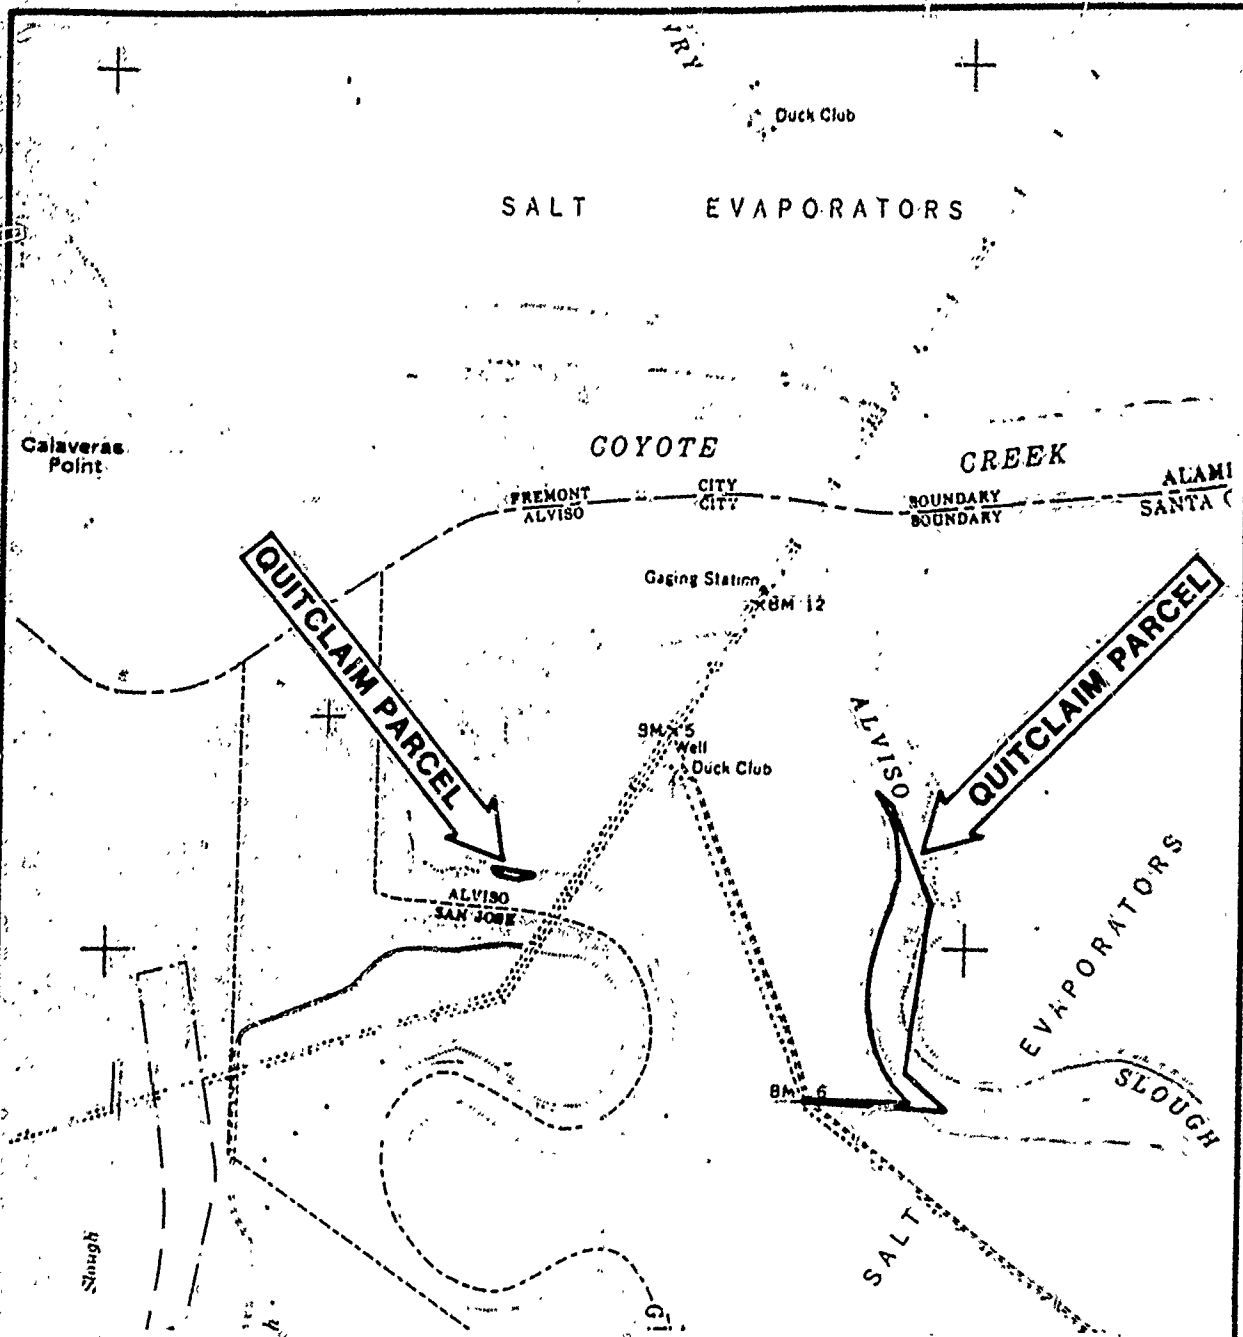 Duck Club
SALT EVAPORATORS
Calaveras
Point
COYOTE CREEK
FREMONT CITY BOUNDARY
ALVISO CITY BOUNDARY
SANTA
QUITCLAIM PARCEL
Gaging Station
BM 12
QUITCLAIM PARCEL
BM 5
Well
Duck Club
ALVISO
SLOUGH
ALVISO
SAN JOSE
BM 6
SALT
EVAPORATORS
Slough